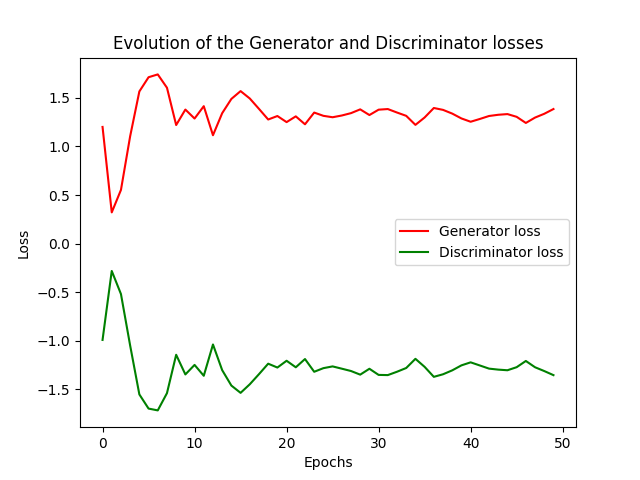 Evolution of the Generator and Discriminator losses
1.5
1.0
0.5
0.0
−0.5
−1.0
−1.5
Loss
Generator loss
Discriminator loss
0 10 20 30 40 50
Epochs